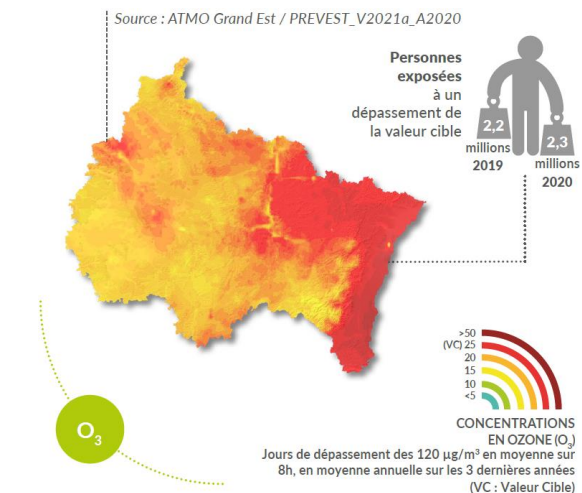 Source : ATMO Grand Est / PREVEST_V2021a_A2020
Personnes
exposées
à un
dépassement de
la valeur cible
2,2
millions
2019
2,3
millions
2020
O₃
>50
(VC) 25
20
15
10
<5
CONCENTRATIONS
EN OZONE (O₃)
Jours de dépassement des 120 µg/m³ en moyenne sur
8h, en moyenne annuelle sur les 3 dernières années
(VC : Valeur Cible)